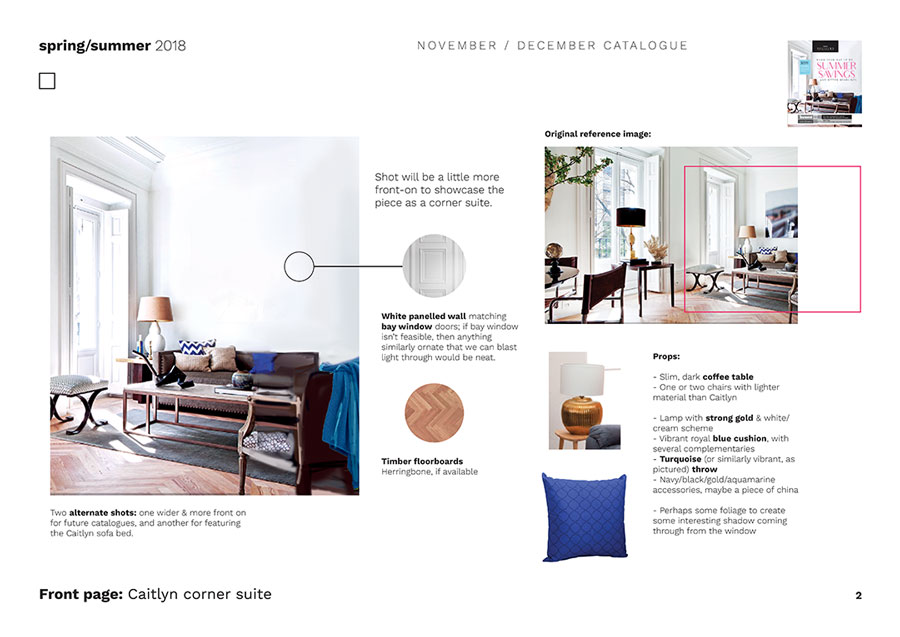 spring/summer 2018
NOVEMBER / DECEMBER CATALOGUE
SUMMER
SAVINGS
Original reference image:
Shot will be a little more
front-on to showcase the
piece as a corner suite.
White panelled wall matching
bay window doors; if bay window
isn't feasible, then anything
similarly ornate that we can blast
light through would be neat.
Timber floorboards
Herringbone, if available
Props:
- Slim, dark coffee table
- One or two chairs with lighter
material than Caitlyn
- Lamp with strong gold & white/
cream scheme
- Vibrant royal blue cushion, with
several complementaries
- Turquoise (or similarly vibrant, as
pictured) throw
- Navy/black/gold/aquamarine
accessories, maybe a piece of china
- Perhaps some foliage to create
some interesting shadow coming
through from the window
Two alternate shots: one wider & more front on
for future catalogues, and another for featuring
the Caitlyn sofa bed.
Front page: Caitlyn corner suite
2